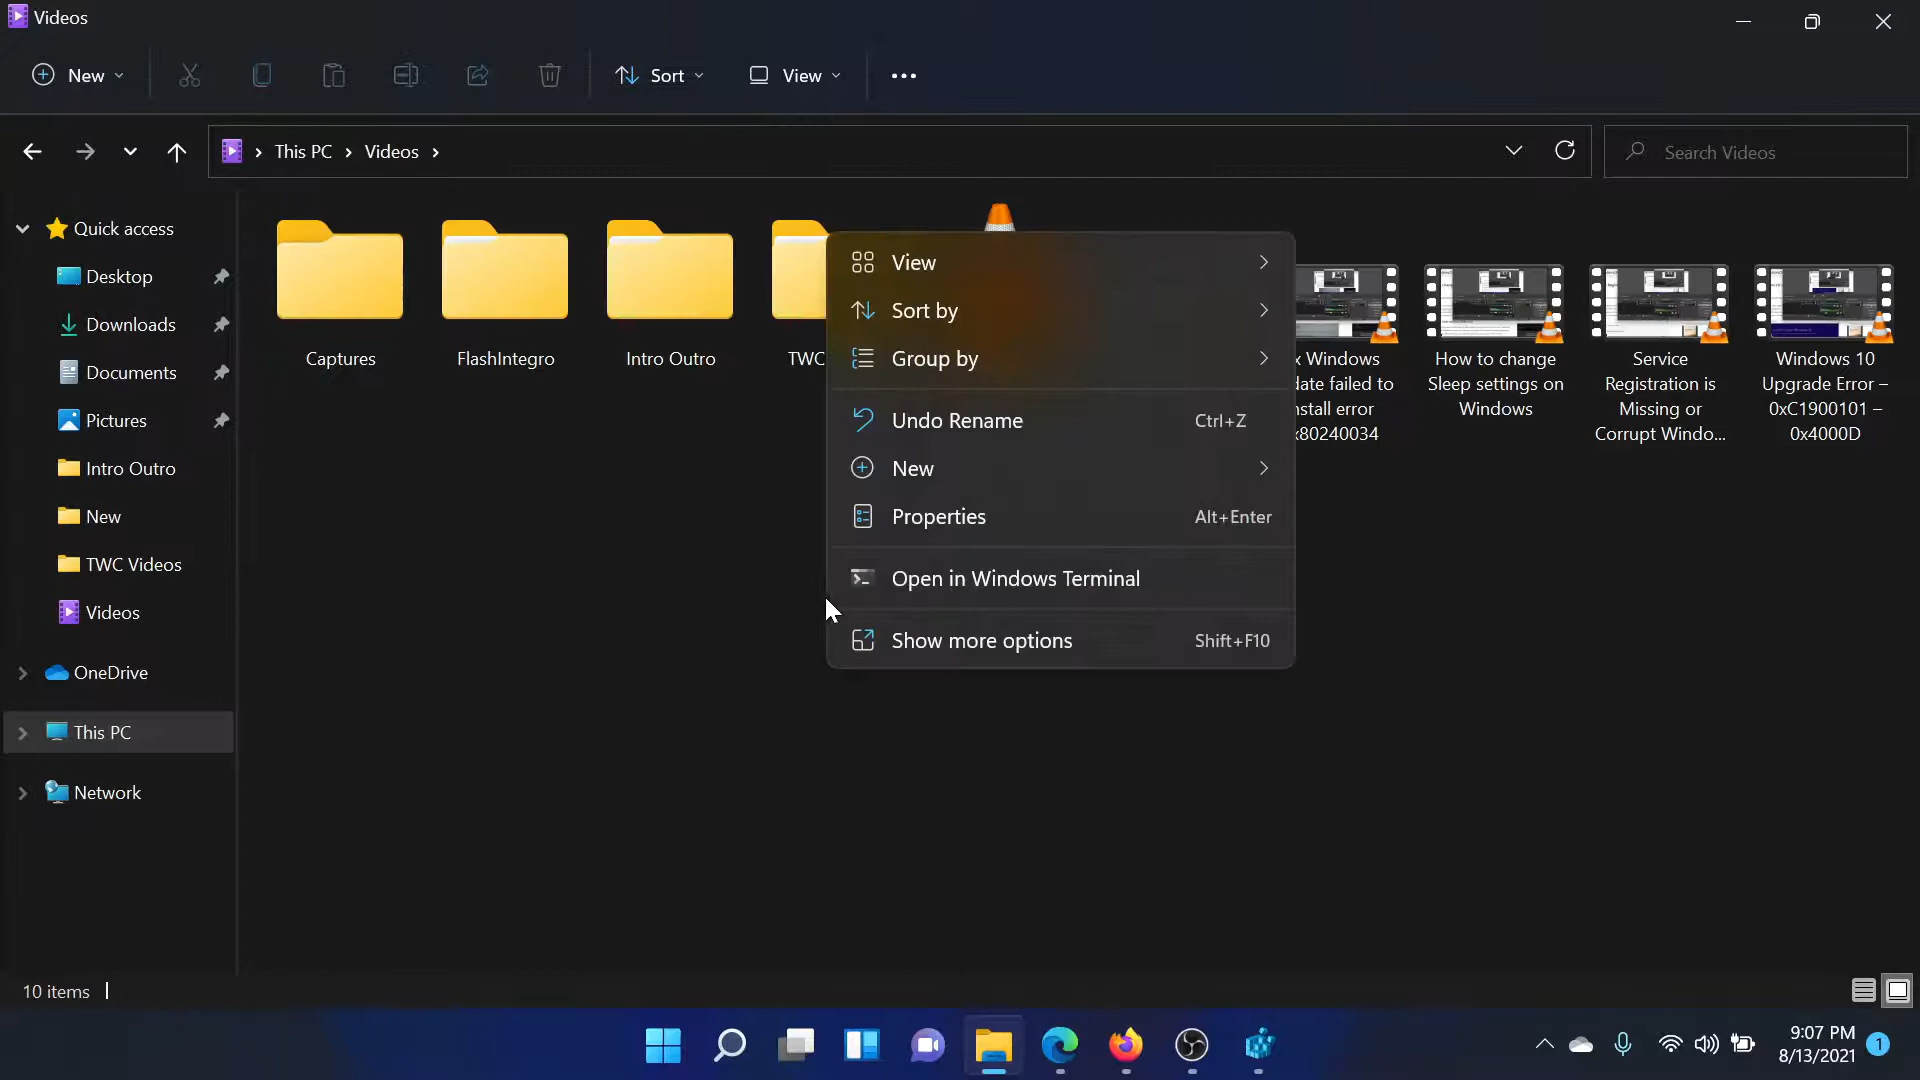 Videos
New
Sort
View
This PC
Videos
Search Videos
Quick access
Desktop
Downloads
Documents
Pictures
Intro Outro
New
TWC Videos
Videos
OneDrive
This PC
Network
Captures
FlashIntegro
Intro Outro
TWC
Windows
failed to
error
How to change
Sleep settings on
Windows
Service
Registration is
Missing or
Corrupt Windo...
Windows 10
Upgrade Error –
0xC1900101 –
0x4000D
View
Sort by
Group by
Undo Rename Ctrl+Z
New
Properties Alt+Enter
Open in Windows Terminal
Show more options Shift+F10
10 items
9:07 PM
8/13/2021
1